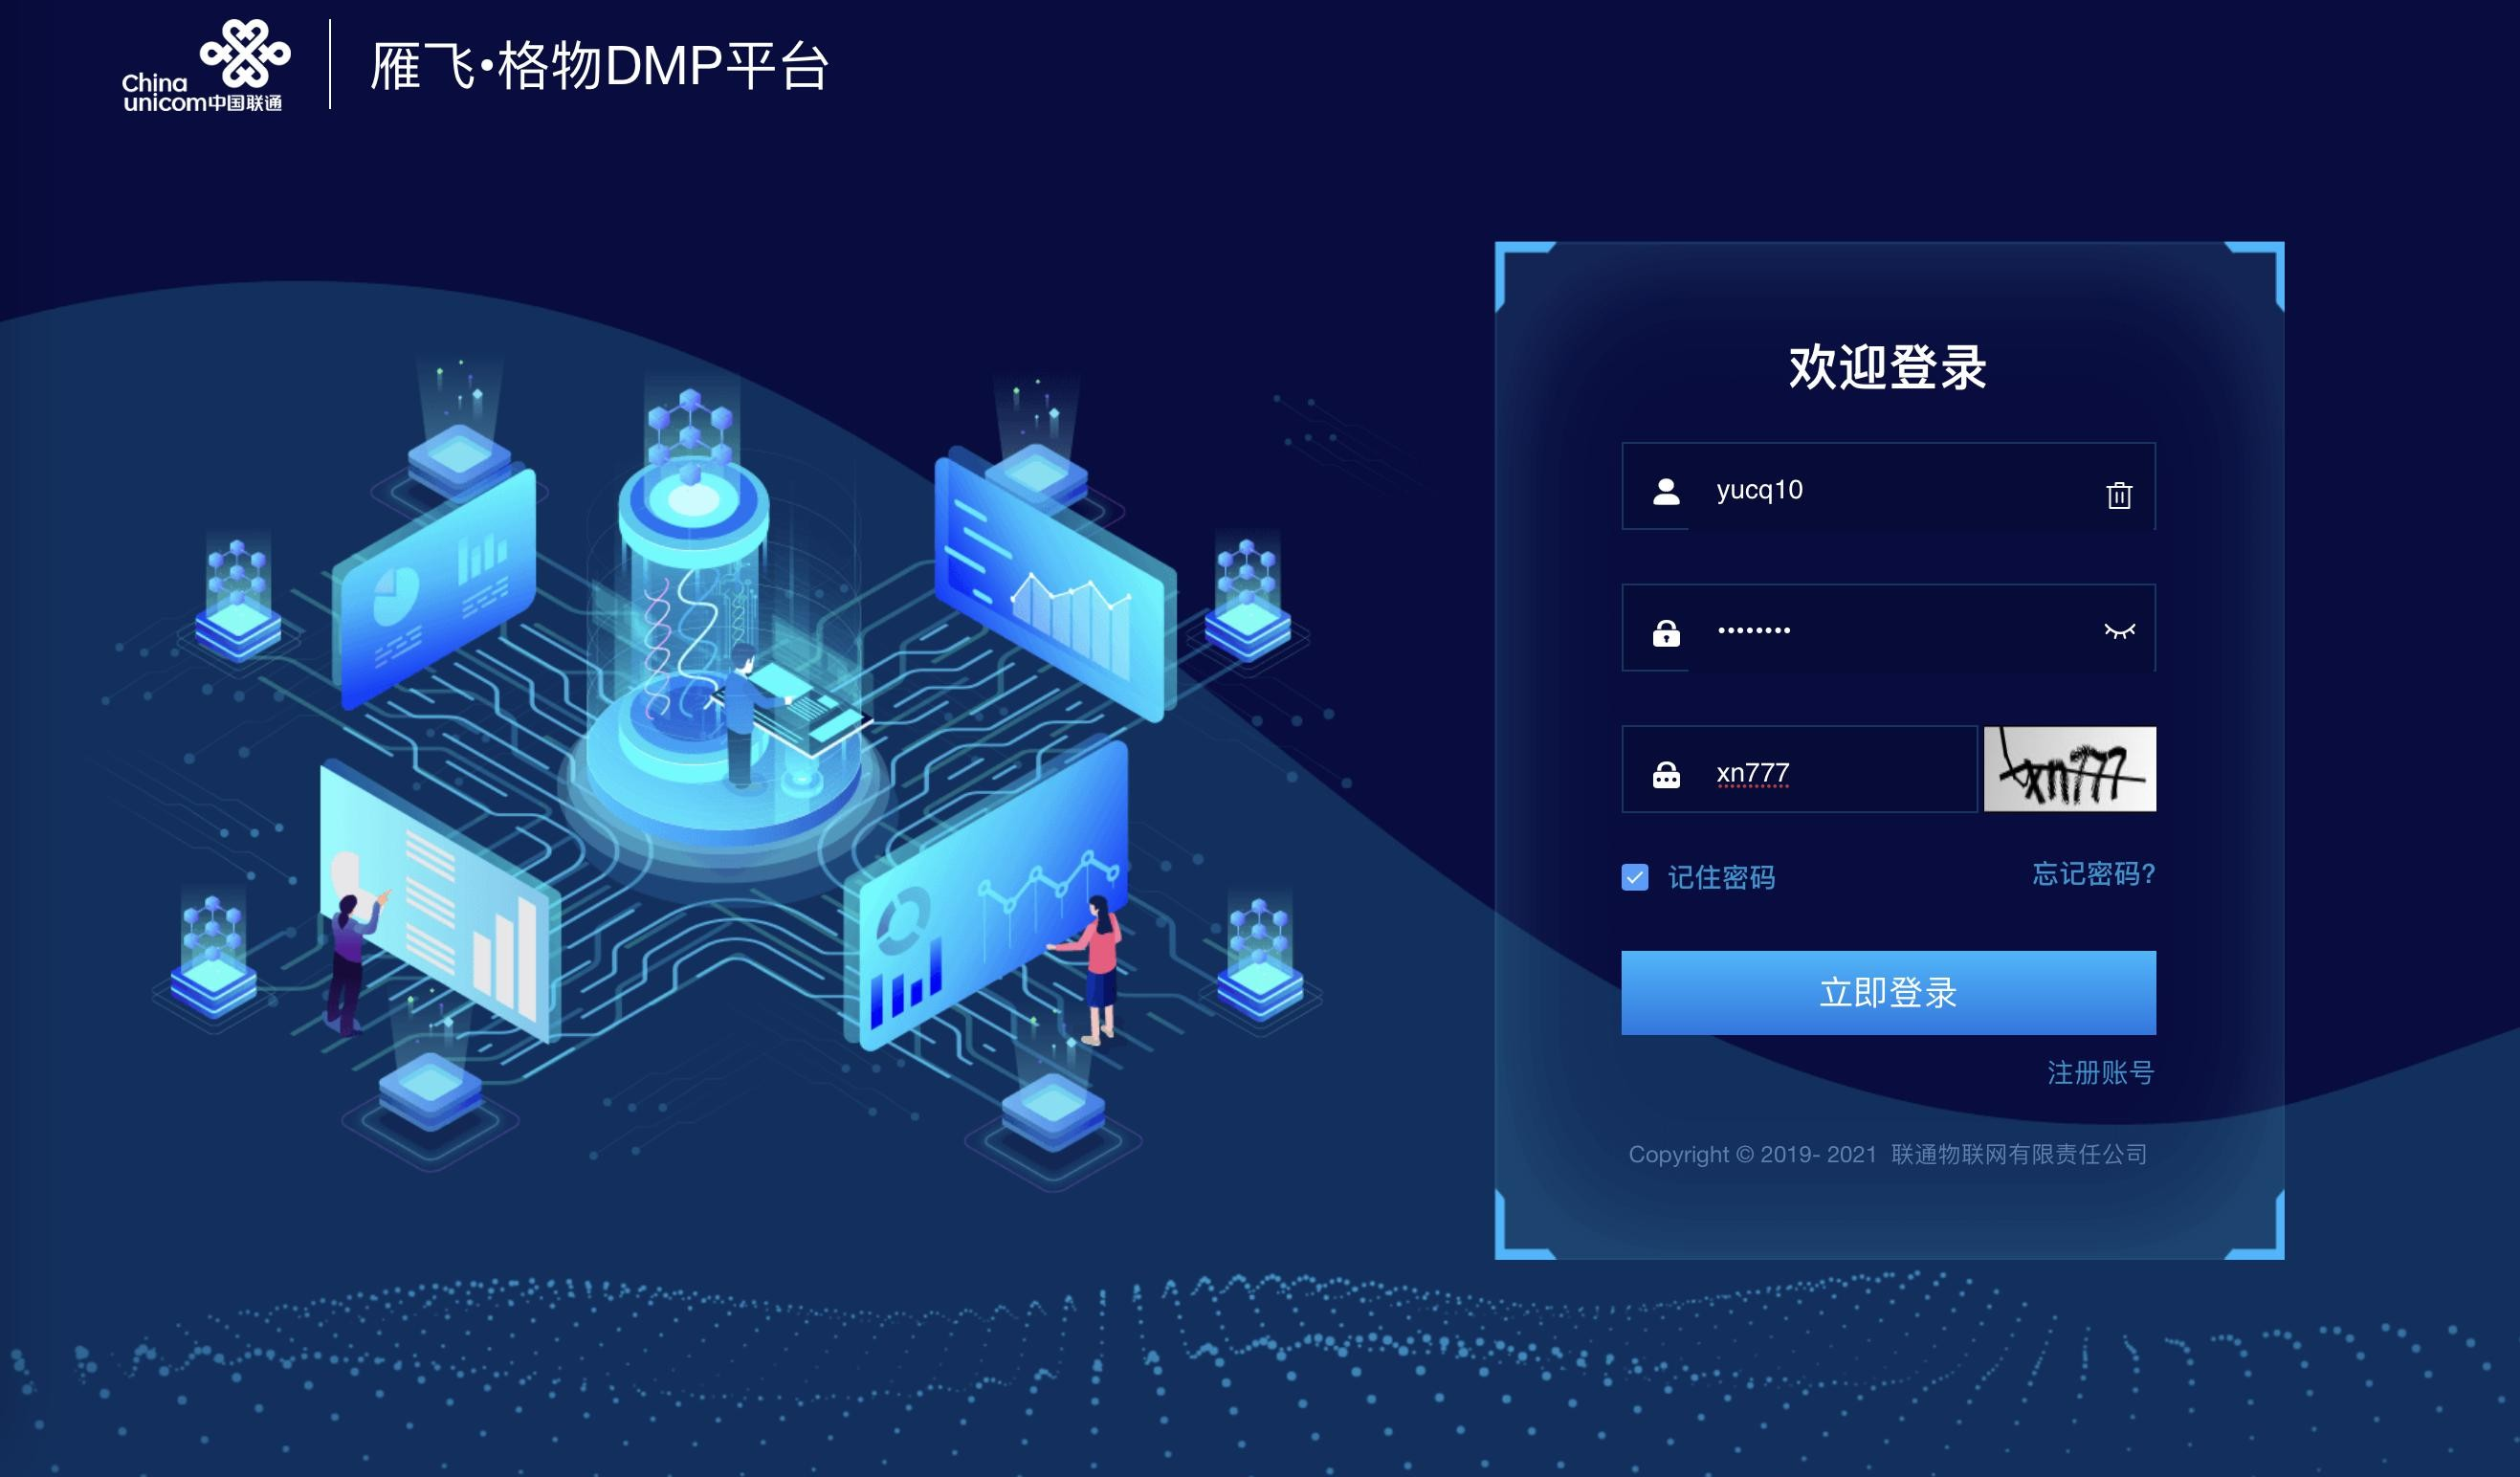 China
unicom中国联通
雁飞•格物DMP平台
欢迎登录
yucq10
••••••••
xn777
xn777
记住密码
忘记密码?
立即登录
注册账号
Copyright © 2019- 2021 联通物联网有限责任公司